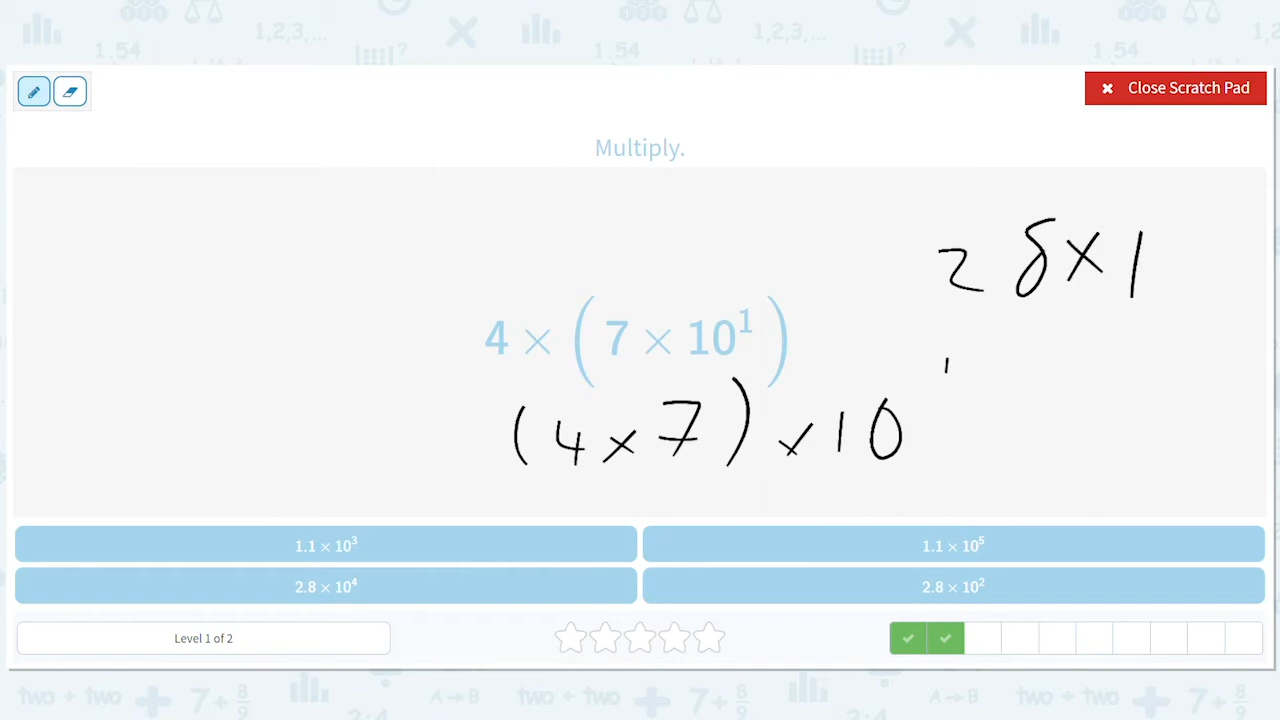 Close Scratch Pad
Multiply.
28×1
4 × (7 × 10¹)
(4×7)×10¹
1.1 × 10³
1.1 × 10⁵
2.8 × 10⁴
2.8 × 10²
Level 1 of 2